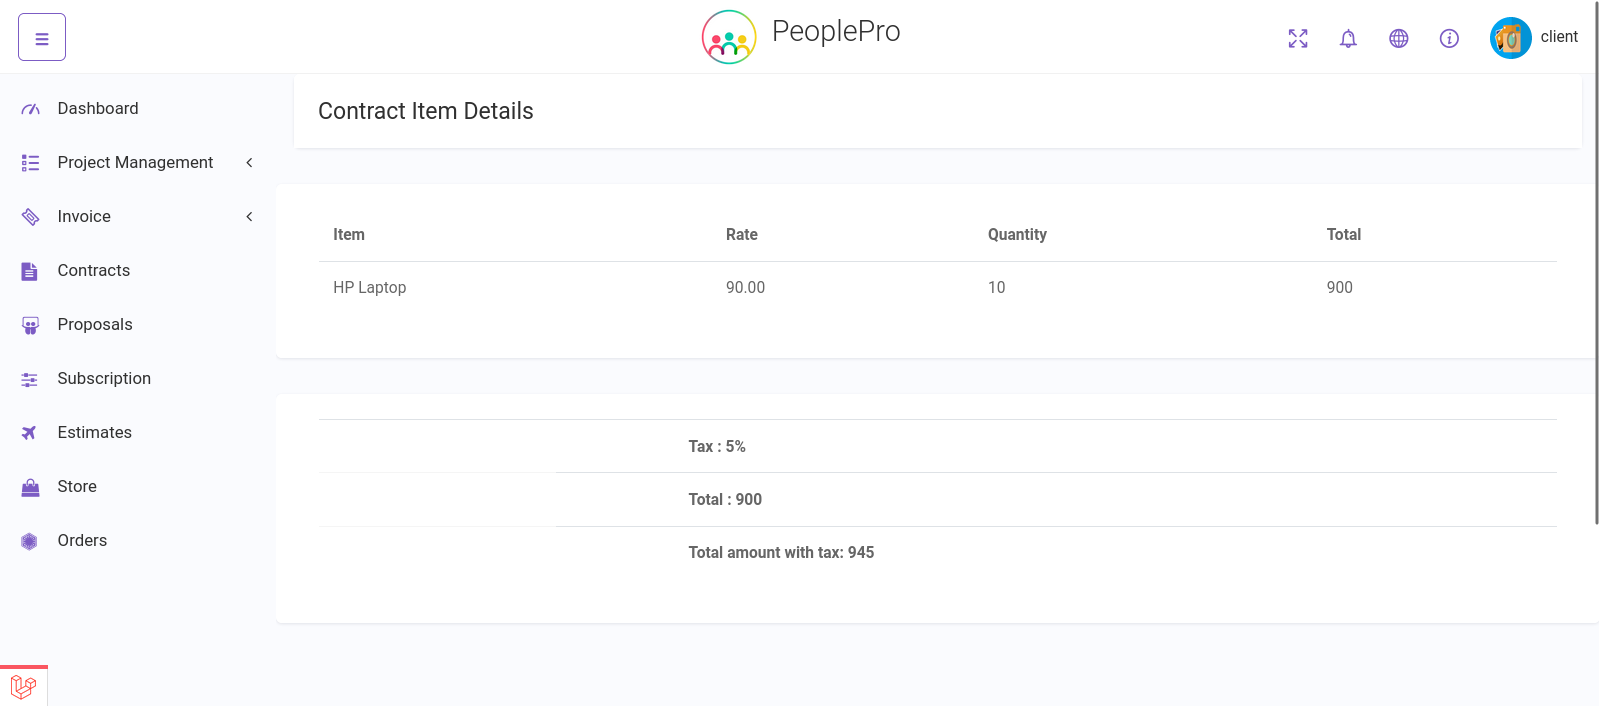 PeoplePro
client
Dashboard
Project Management
Invoice
Contracts
Proposals
Subscription
Estimates
Store
Orders
Contract Item Details
Item Rate Quantity Total
HP Laptop 90.00 10 900
Tax : 5%
Total : 900
Total amount with tax: 945